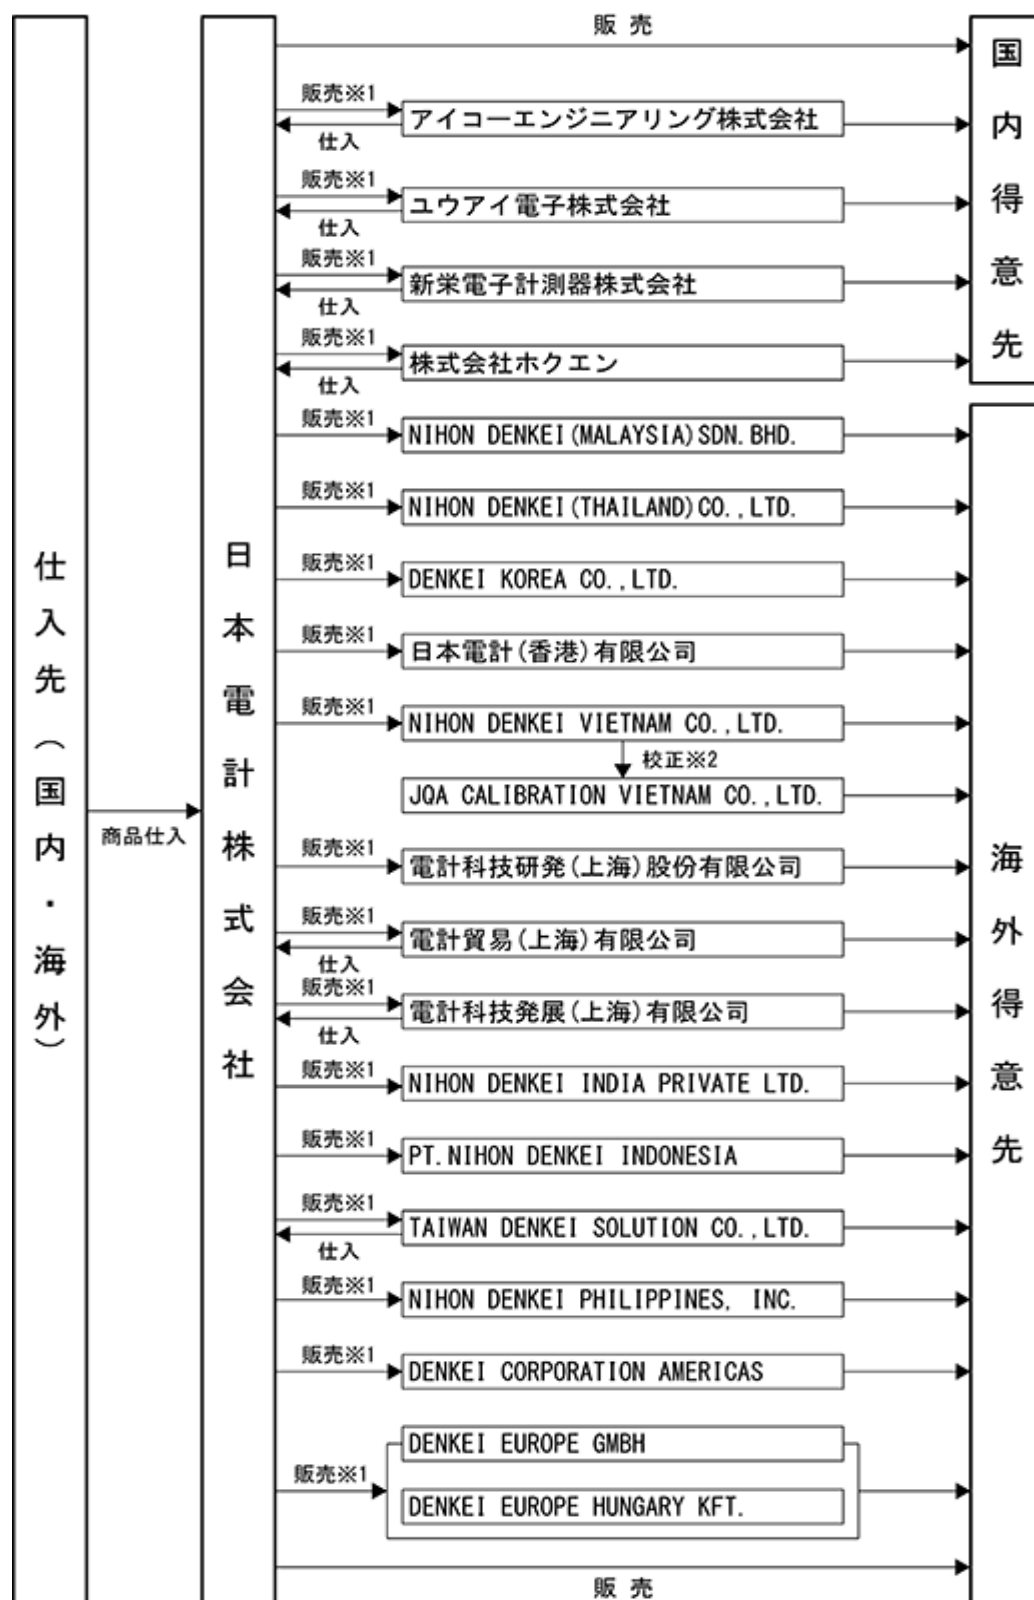 仕入先（国内・海外）
商品仕入
日本電計株式会社
販売
国内得意先
販売※1
アイコーエンジニアリング株式会社
仕入
販売※1
ユウアイ電子株式会社
仕入
販売※1
新栄電子計測器株式会社
仕入
販売※1
株式会社ホクエン
仕入
海外得意先
販売※1
NIHON DENKEI(MALAYSIA)SDN.BHD.
販売※1
NIHON DENKEI(THAILAND)CO.,LTD.
販売※1
DENKEI KOREA CO.,LTD.
販売※1
日本電計(香港)有限公司
販売※1
NIHON DENKEI VIETNAM CO.,LTD.
校正※2
JQA CALIBRATION VIETNAM CO.,LTD.
販売※1
電計科技研発(上海)股份有限公司
販売※1
電計貿易(上海)有限公司
仕入
販売※1
電計科技発展(上海)有限公司
仕入
販売※1
NIHON DENKEI INDIA PRIVATE LTD.
販売※1
PT.NIHON DENKEI INDONESIA
販売※1
TAIWAN DENKEI SOLUTION CO.,LTD.
仕入
販売※1
NIHON DENKEI PHILIPPINES, INC.
販売※1
DENKEI CORPORATION AMERICAS
販売※1
DENKEI EUROPE GMBH
DENKEI EUROPE HUNGARY KFT.
販売